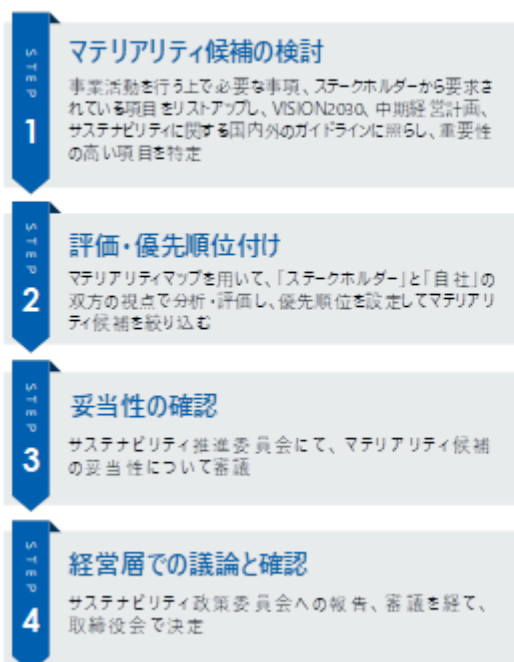 STEP
1
マテリアリティ候補の検討
事業活動を行う上で必要な事項、ステークホルダーから要求さ
れている項目をリストアップし、VISION2030、中期経営計画、
サステナビリティに関する国内外のガイドラインに照らし、重要性
の高い項目を特定
STEP
2
評価・優先順位付け
マテリアリティマップを用いて、「ステークホルダー」と「自社」の
双方の視点で分析・評価し、優先順位を設定してマテリアリ
ティ候補を絞り込む
STEP
3
妥当性の確認
サステナビリティ推進委員会にて、マテリアリティ候補
の妥当性について審議
STEP
4
経営層での議論と確認
サステナビリティ政策委員会への報告、審議を経て、
取締役会で決定